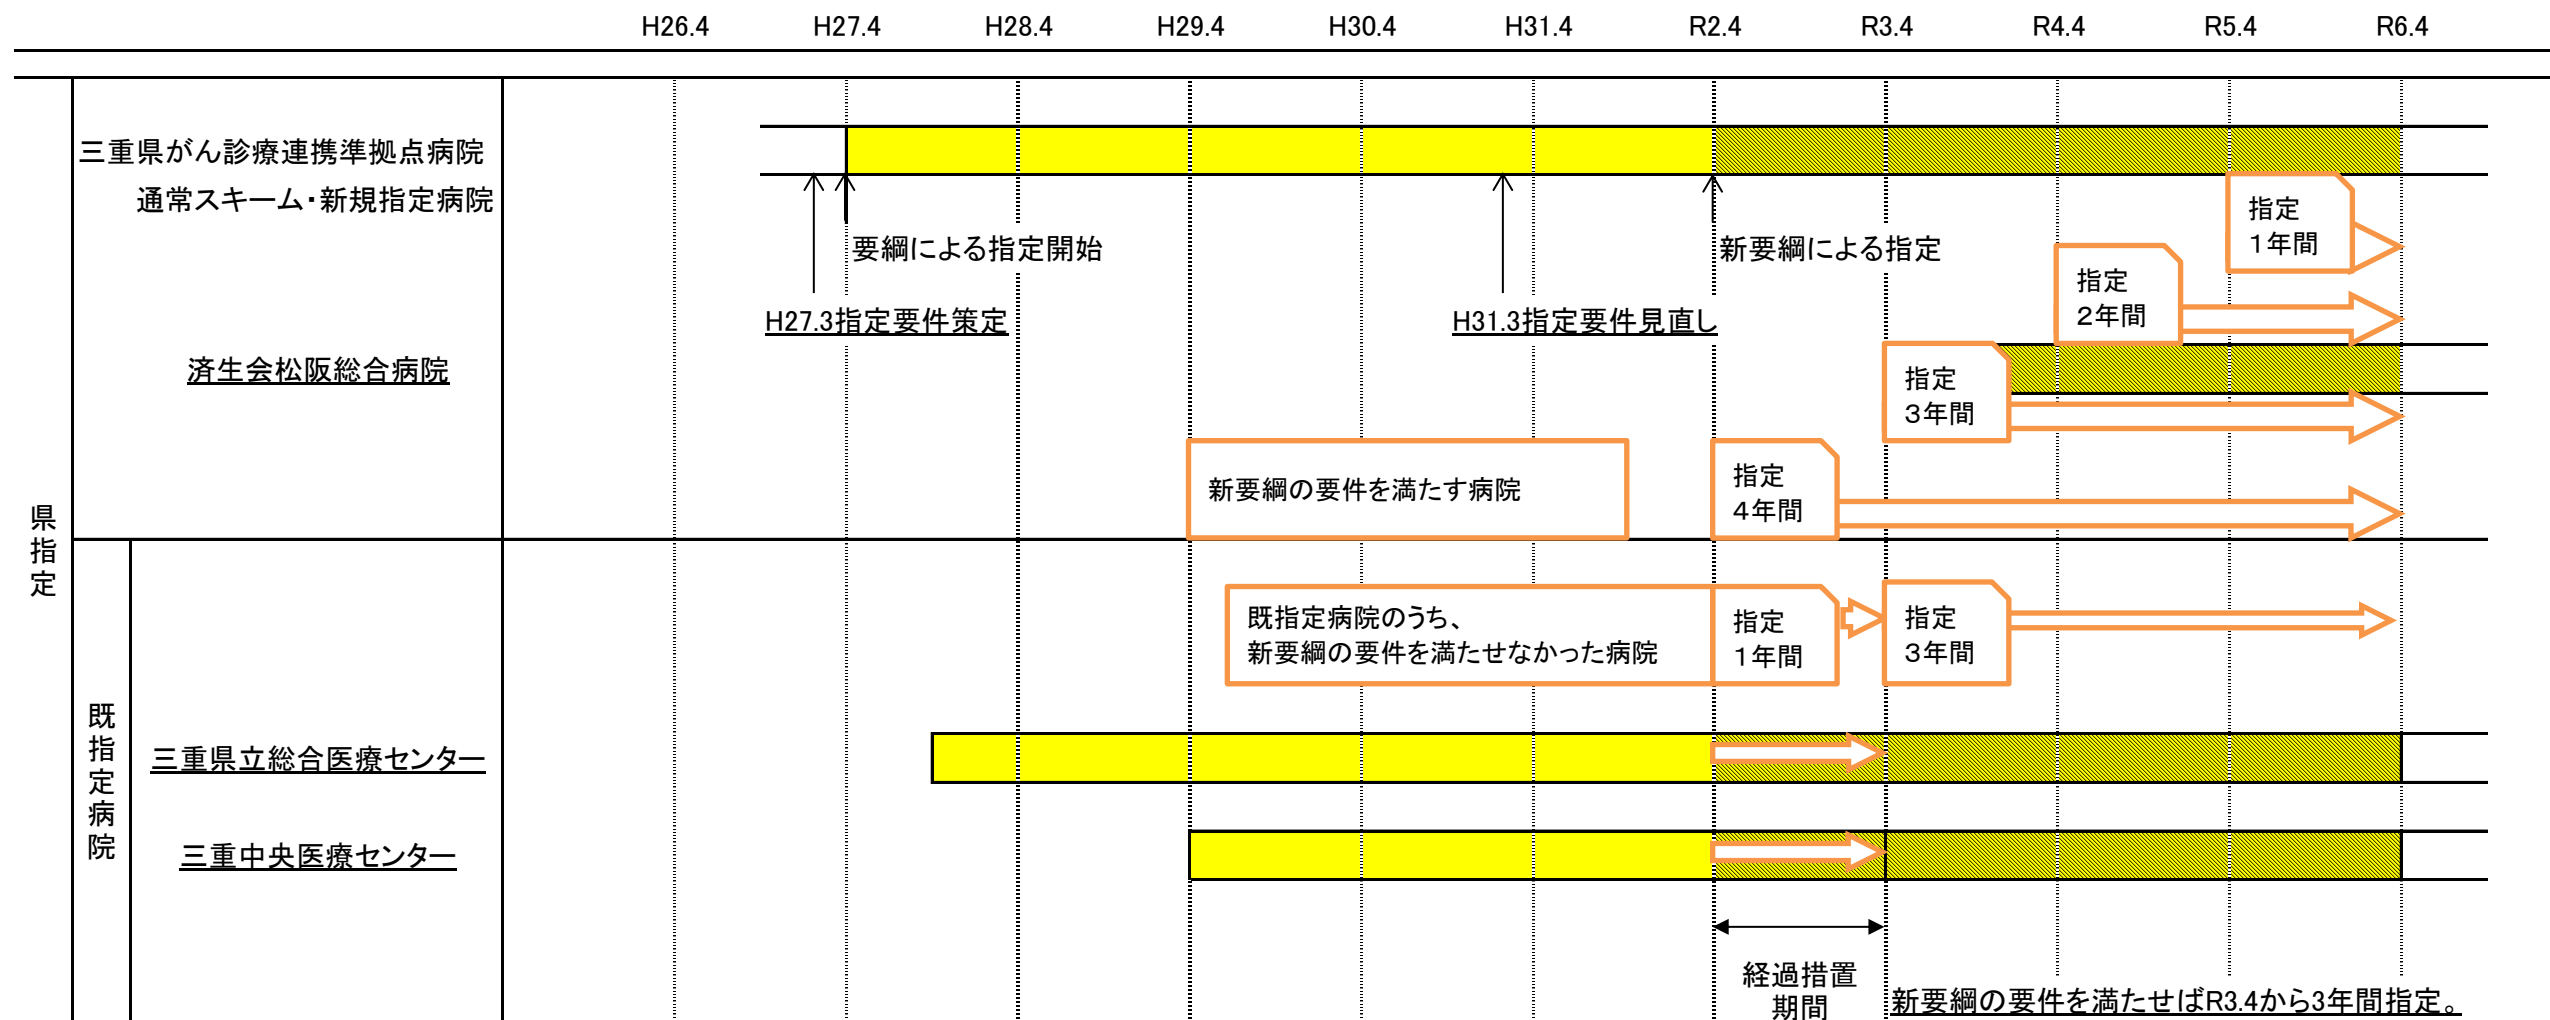 H26.4 H27.4 H28.4 H29.4 H30.4 H31.4 R2.4 R3.4 R4.4 R5.4 R6.4
三重県がん診療連携準拠点病院
通常スキーム・新規指定病院
要綱による指定開始
新要綱による指定
指定
１年間
H27.3指定要件策定
H31.3指定要件見直し
指定
２年間
済生会松阪総合病院
指定
３年間
新要綱の要件を満たす病院
指定
４年間
県指定
既指定病院のうち、
新要綱の要件を満たせなかった病院
指定
１年間
指定
３年間
既指定病院
三重県立総合医療センター
三重中央医療センター
経過措置
期間
新要綱の要件を満たせばR3.4から3年間指定。